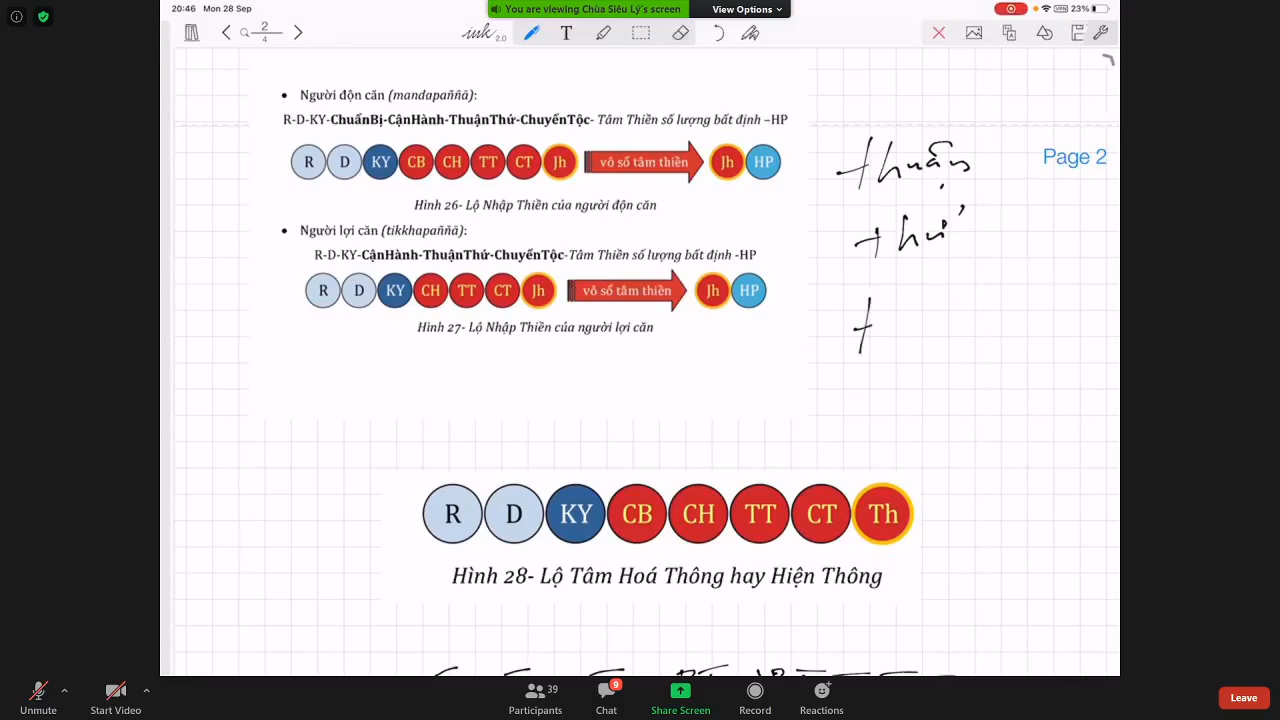 20:46 Mon 28 Sep
You are viewing Chùa Siêu Lý's screen
View Options
23%
2
4
ink 2.0
T
• Người độn căn (mandapaññā):
R-D-KY-ChuẩnBị-CậnHành-ThuậnThứ-ChuyểnTộc- Tâm Thiền số lượng bất định –HP
R D KY CB CH TT CT Jh vô số tâm thiền Jh HP
Hình 26- Lộ Nhập Thiền của người độn căn
• Người lợi căn (tikkhapaññā):
R-D-KY-CậnHành-ThuậnThứ-ChuyểnTộc-Tâm Thiền số lượng bất định -HP
R D KY CH TT CT Jh vô số tâm thiền Jh HP
Hình 27- Lộ Nhập Thiền của người lợi căn
thuận
thứ
t
Page 2
R D KY CB CH TT CT Th
Hình 28- Lộ Tâm Hoá Thông hay Hiện Thông
Unmute
Start Video
Participants 39
Chat 9
Share Screen
Record
Reactions
Leave